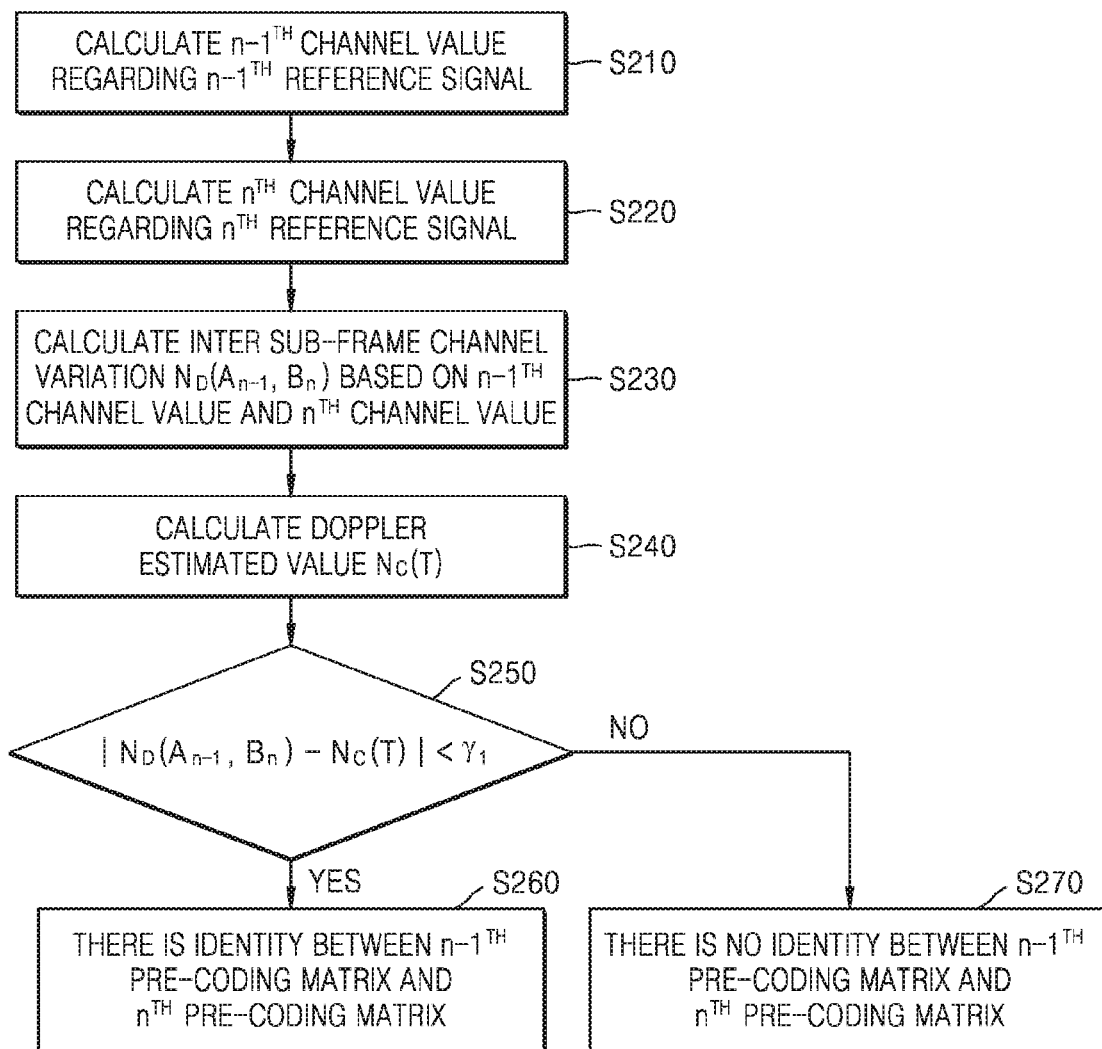 CALCULATE n-1TH CHANNEL VALUE
REGARDING n-1TH REFERENCE SIGNAL
S210
CALCULATE nTH CHANNEL VALUE
REGARDING nTH REFERENCE SIGNAL
S220
CALCULATE INTER SUB-FRAME CHANNEL
VARIATION ND(An-1, Bn) BASED ON n-1TH
CHANNEL VALUE AND nTH CHANNEL VALUE
S230
CALCULATE DOPPLER
ESTIMATED VALUE NC(T)
S240
S250
| ND(An-1, Bn) - NC(T) | < γ1
NO
YES
S260
THERE IS IDENTITY BETWEEN n-1TH
PRE-CODING MATRIX AND
nTH PRE-CODING MATRIX
S270
THERE IS NO IDENTITY BETWEEN n-1TH
PRE-CODING MATRIX AND
nTH PRE-CODING MATRIX